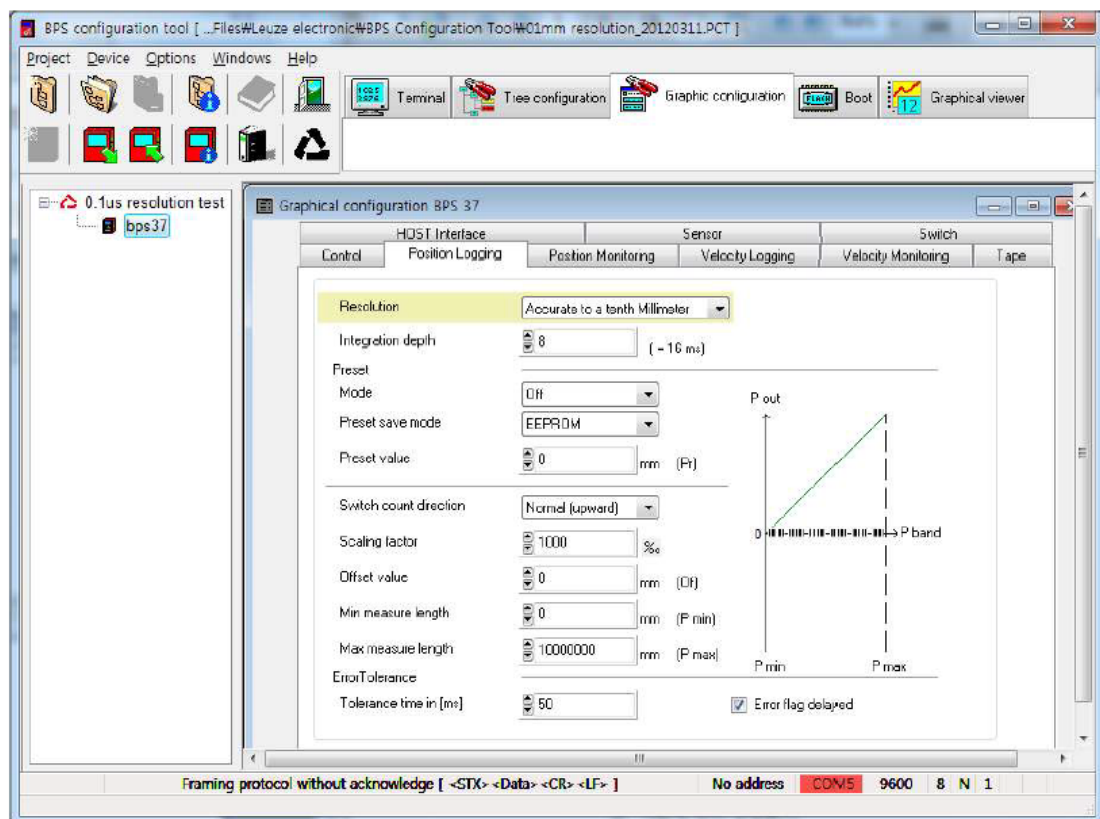 BPS configuration tool [ ...Files₩Leuze electronic₩BPS Configuration Tool₩01mm resolution_20120311.PCT ]
Project Device Options Windows Help
Terminal Tree configuration Graphic configuration Boot Graphical viewer
0.1us resolution test
bps37
Graphical configuration BPS 37
HOST Interface Sensor Switch
Control Position Logging Position Monitoring Velocity Logging Velocity Monitoring Tape
Resolution Accurate to a tenth Millimeter
Integration depth 8 ( = 16 ms)
Preset
Mode Off
Preset save mode EEPROM
Preset value 0 mm (Pr)
Switch count direction Normal (upward)
Scaling factor 1000 ‰
Offset value 0 mm (Of)
Min measure length 0 mm (P min)
Max measure length 10000000 mm (P max)
ErrorTolerance
Tolerance time in [ms] 50 Error flag delayed
P out
0 P band
P min P max
Framing protocol without acknowledge [ <STX> <Data> <CR> <LF> ] No address COM5 9600 8 N 1